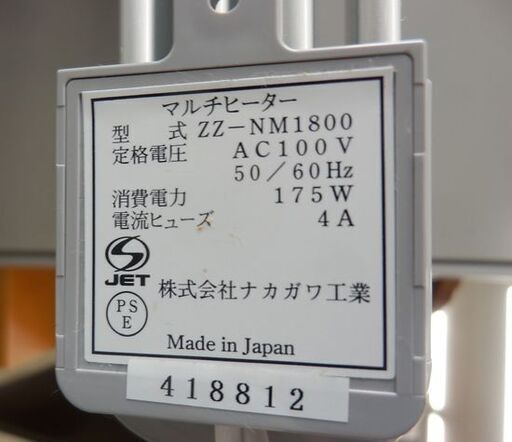 マルチヒーター
型 式 ZZ-NM1800
定格電圧 AC100V
50/60Hz
消費電力 175W
電流ヒューズ 4A
JET
株式会社ナカガワ工業
PS
E
Made in Japan
418812